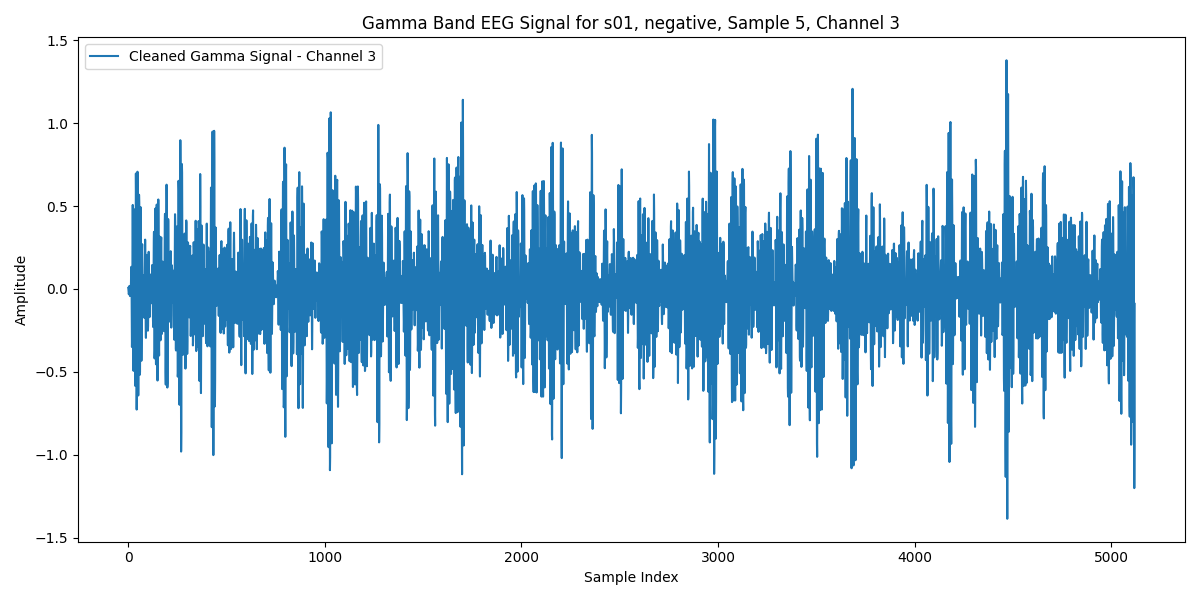 Gamma Band EEG Signal for s01, negative, Sample 5, Channel 3
Cleaned Gamma Signal - Channel 3
1.5
1.0
0.5
0.0
−0.5
−1.0
−1.5
Amplitude
0 1000 2000 3000 4000 5000
Sample Index